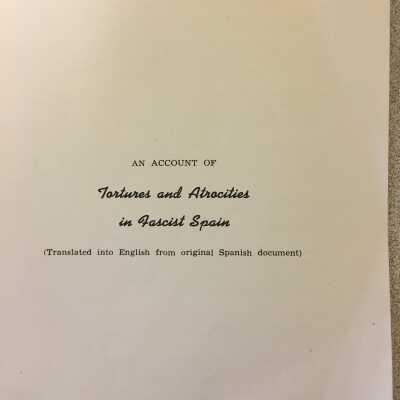 AN ACCOUNT OF
Tortures and Atrocities
in Fascist Spain
(Translated into English from original Spanish document)